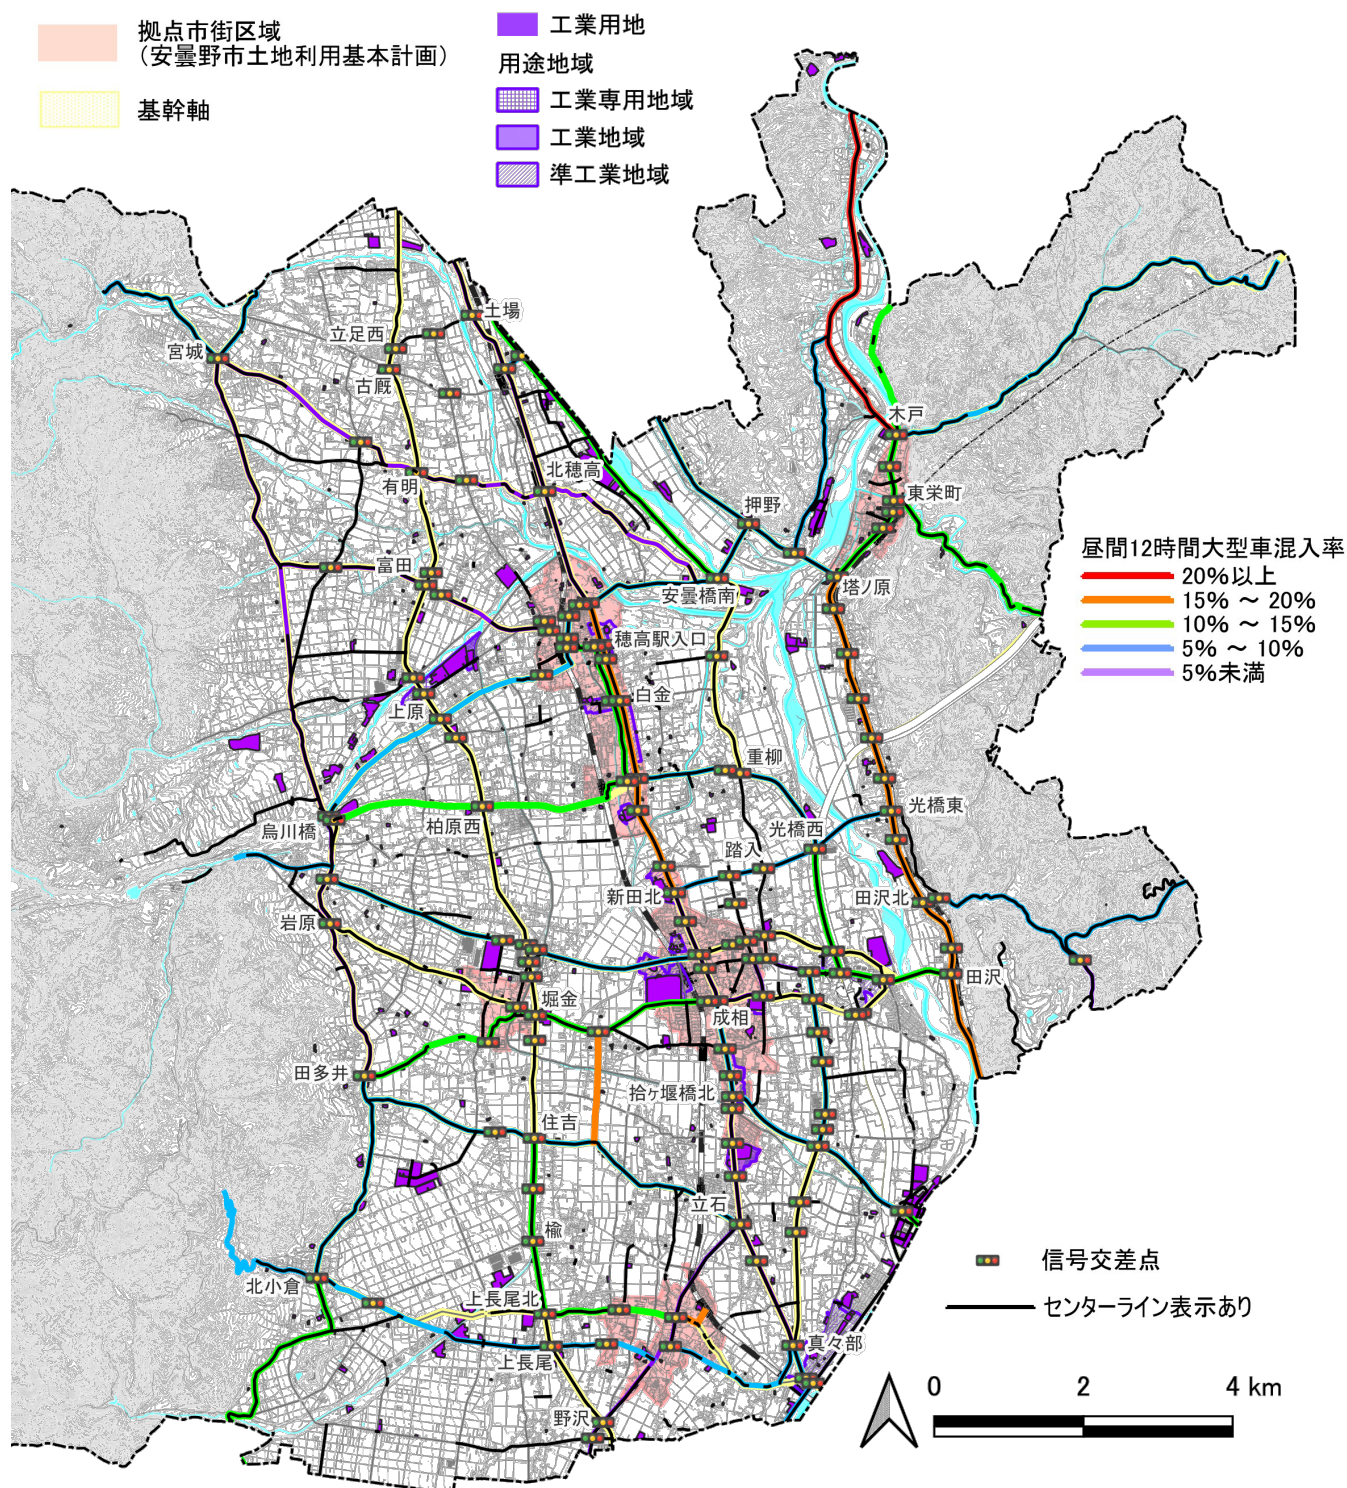 拠点市街区域
（安曇野市土地利用基本計画）
基幹軸
工業用地
用途地域
工業専用地域
工業地域
準工業地域
土場
立足西
宮城
古厩
木戸
北穂高
有明
東栄町
押野
昼間12時間大型車混入率
20%以上
15% ～ 20%
10% ～ 15%
5% ～ 10%
5%未満
富田
安曇橋南
塔ノ原
穂高駅入口
白金
上原
重柳
烏川橋
柏原西
光橋西
光橋東
踏入
新田北
田沢北
岩原
田沢
堀金
成相
田多井
拾ヶ堰橋北
住吉
立石
楡
北小倉
上長尾北
信号交差点
センターライン表示あり
上長尾
真々部
野沢
0 2 4 km